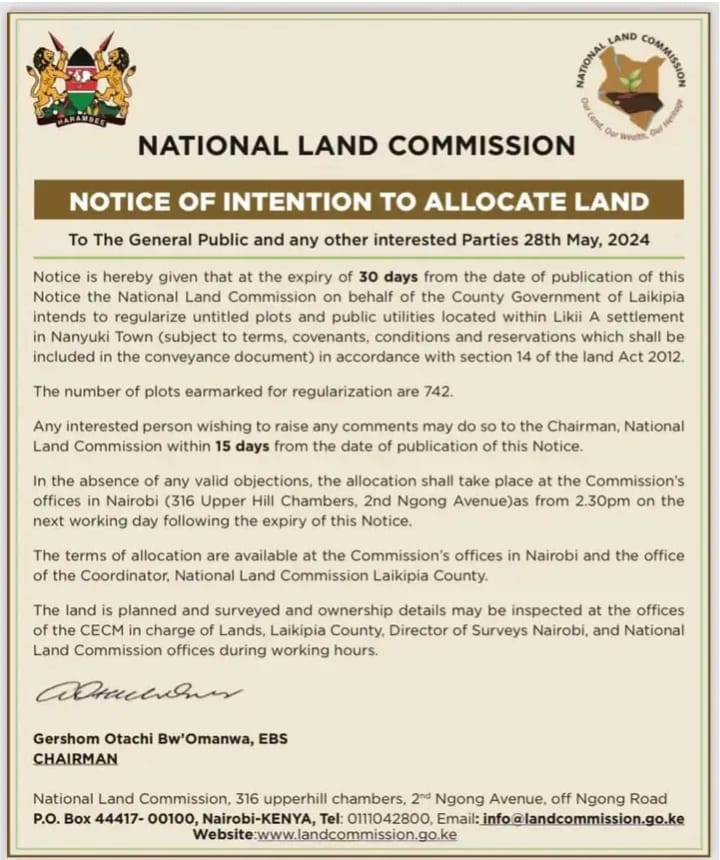 HARAMBEE
NATIONAL LAND COMMISSION
Our Land, Our Wealth, Our Heritage
NATIONAL LAND COMMISSION
NOTICE OF INTENTION TO ALLOCATE LAND
To The General Public and any other interested Parties 28th May, 2024
Notice is hereby given that at the expiry of 30 days from the date of publication of this
Notice the National Land Commission on behalf of the County Government of Laikipia
intends to regularize untitled plots and public utilities located within Likii A settlement
in Nanyuki Town (subject to terms, covenants, conditions and reservations which shall be
included in the conveyance document) in accordance with section 14 of the land Act 2012.
The number of plots earmarked for regularization are 742.
Any interested person wishing to raise any comments may do so to the Chairman, National
Land Commission within 15 days from the date of publication of this Notice.
In the absence of any valid objections, the allocation shall take place at the Commission's
offices in Nairobi (316 Upper Hill Chambers, 2nd Ngong Avenue)as from 2.30pm on the
next working day following the expiry of this Notice.
The terms of allocation are available at the Commission's offices in Nairobi and the office
of the Coordinator, National Land Commission Laikipia County.
The land is planned and surveyed and ownership details may be inspected at the offices
of the CECM in charge of Lands, Laikipia County, Director of Surveys Nairobi, and National
Land Commission offices during working hours.
Gershom Otachi Bw'Omanwa, EBS
CHAIRMAN
National Land Commission, 316 upperhill chambers, 2nd Ngong Avenue, off Ngong Road
P.O. Box 44417- 00100, Nairobi-KENYA, Tel: 0111042800, Email: info@landcommission.go.ke
Website:www.landcommission.go.ke